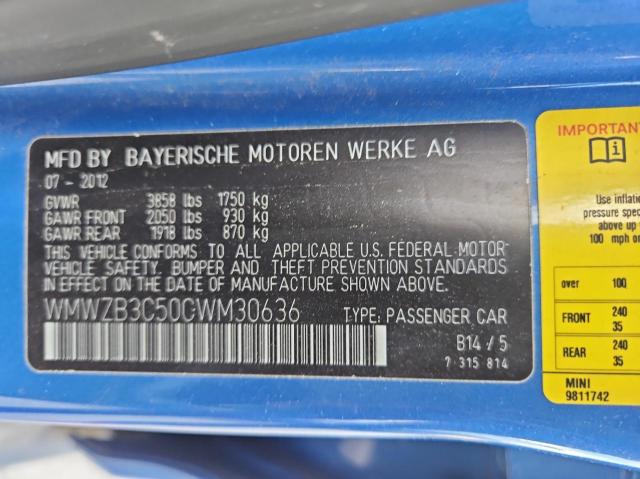 MFD BY BAYERISCHE MOTOREN WERKE AG
07 - 2012
GVWR 3858 lbs 1750 kg
GAWR FRONT 2050 lbs 930 kg
GAWR REAR 1918 lbs 870 kg
THIS VEHICLE CONFORMS TO ALL APPLICABLE U.S. FEDERAL MOTOR
VEHICLE SAFETY, BUMPER AND THEFT PREVENTION STANDARDS
IN EFFECT ON THE DATE OF MANUFACTURE SHOWN ABOVE.
WMWZB3C50CWM30636 TYPE: PASSENGER CAR
B14 / 5
7 315 814
IMPORTANT
Use inflati
pressure spec
above up
100 mph o
over 100
FRONT 240
35
REAR 240
35
MINI
9811742